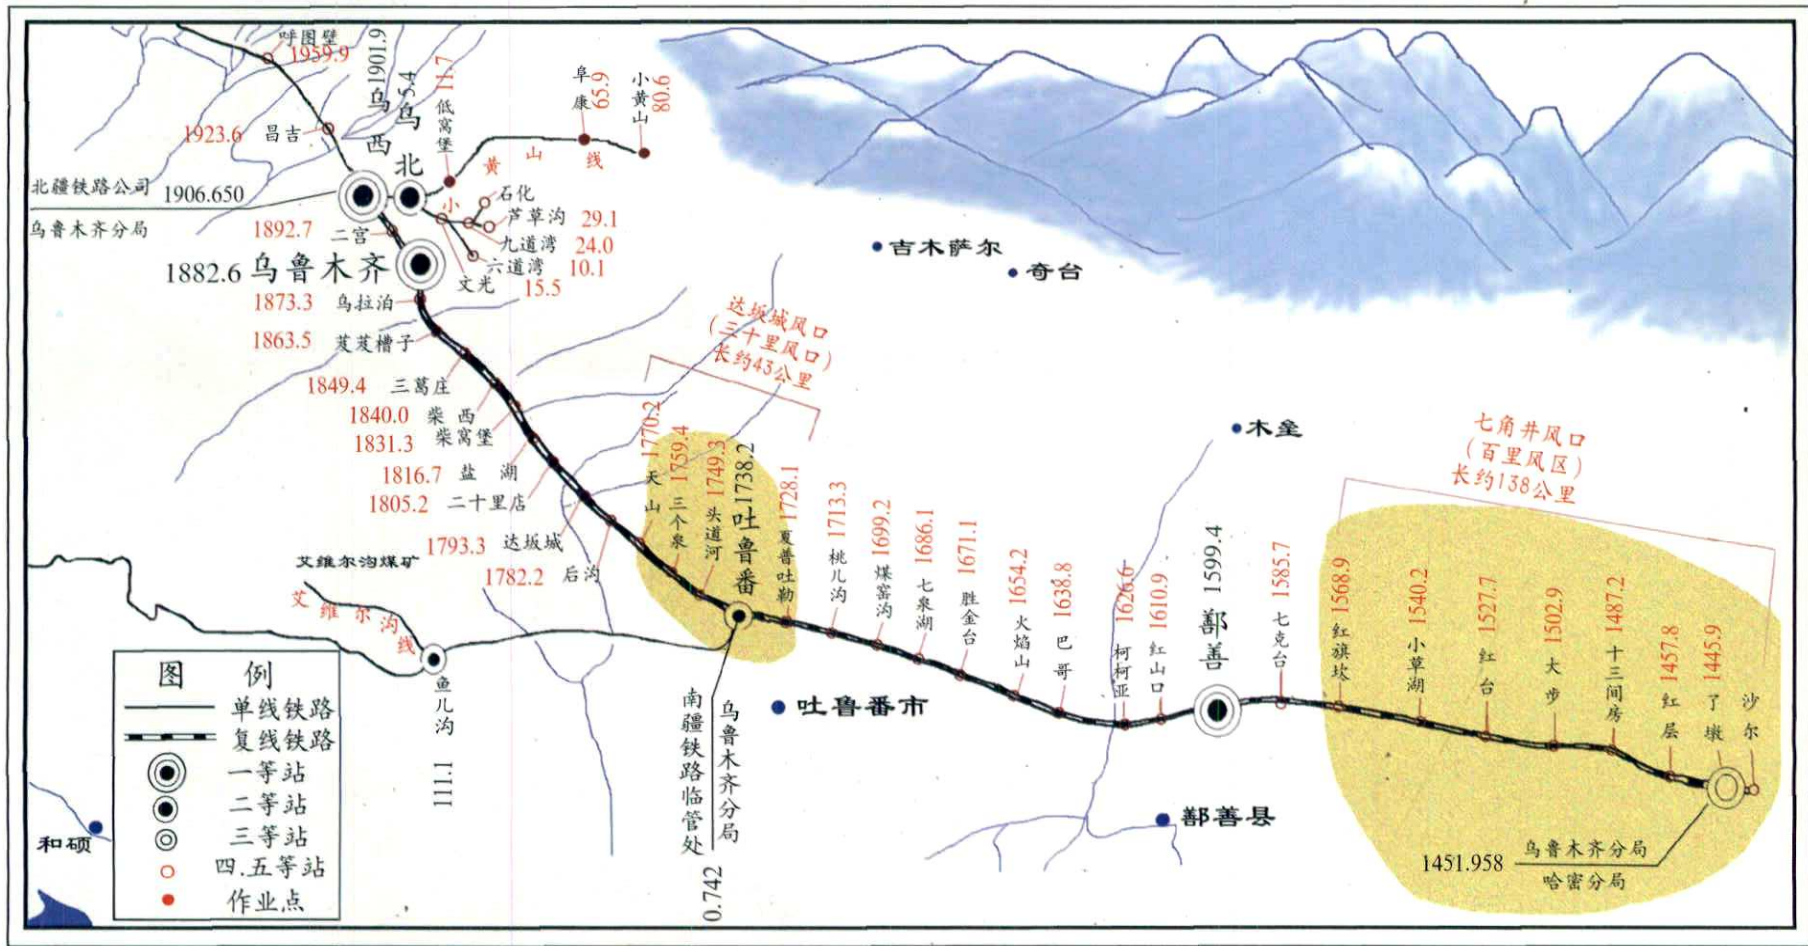 呼图壁
1959.9
乌西 1901.9
乌北 5.4
低窝堡 11.7
阜康 65.9
小黄山 80.6
1923.6 昌吉
小黄山线
北疆铁路公司
1906.650
乌鲁木齐分局
石化
芦草沟 29.1
九道湾 24.0
六道湾 10.1
文光 15.5
1892.7 二宫
1882.6 乌鲁木齐
1873.3 乌拉泊
1863.5 芨芨槽子
1849.4 三葛庄
1840.0 柴西
1831.3 柴窝堡
1816.7 盐湖
1805.2 二十里店
1793.3 达坂城
1782.2 后沟
吉木萨尔
奇台
木垒
达坂城风口
(三十里风口)
长约43公里
七角井风口
(百里风区)
长约138公里
天山 1770.2
三个泉 1759.4
头道河 1749.3
吐鲁番 1738.2
夏普吐勒 1728.1
桃儿沟 1713.3
煤窑沟 1699.2
七泉湖 1686.1
胜金台 1671.1
火焰山 1654.2
巴哥 1638.8
柯柯亚 1626.6
红山口 1610.9
鄯善 1599.4
七克台 1585.7
红旗坎 1568.9
小草湖 1540.2
红台 1527.7
大步 1502.9
十三间房 1487.2
红层 1457.8
了墩 1445.9
沙尔
艾维尔沟煤矿
艾维尔沟线
鱼儿沟
111.1
吐鲁番市
鄯善县
和硕
南疆铁路临管处
乌鲁木齐分局
0.742
1451.958
乌鲁木齐分局
哈密分局
图 例
单线铁路
复线铁路
一等站
二等站
三等站
四.五等站
作业点